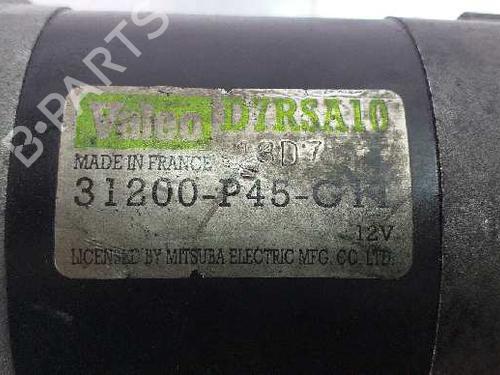 B-PARTS
Valeo D7RSA10
MADE IN FRANCE
31200-P45-G11
12V
LICENSED BY MITSUBA ELECTRIC MFG. CO. LTD.